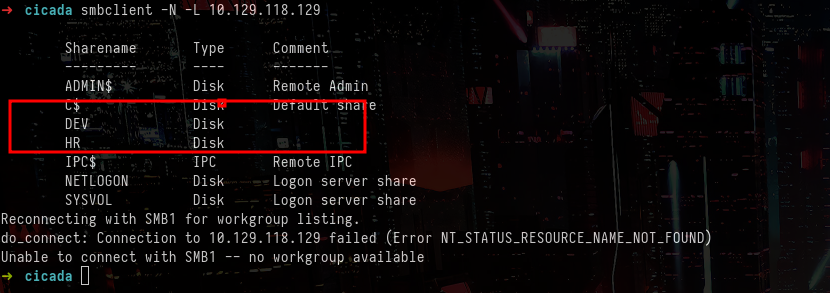 → cicada smbclient -N -L 10.129.118.129
Sharename Type Comment
--------- ---- -------
ADMIN$ Disk Remote Admin
C$ Disk Default share
DEV Disk
HR Disk
IPC$ IPC Remote IPC
NETLOGON Disk Logon server share
SYSVOL Disk Logon server share
Reconnecting with SMB1 for workgroup listing.
do_connect: Connection to 10.129.118.129 failed (Error NT_STATUS_RESOURCE_NAME_NOT_FOUND)
Unable to connect with SMB1 -- no workgroup available
→ cicada